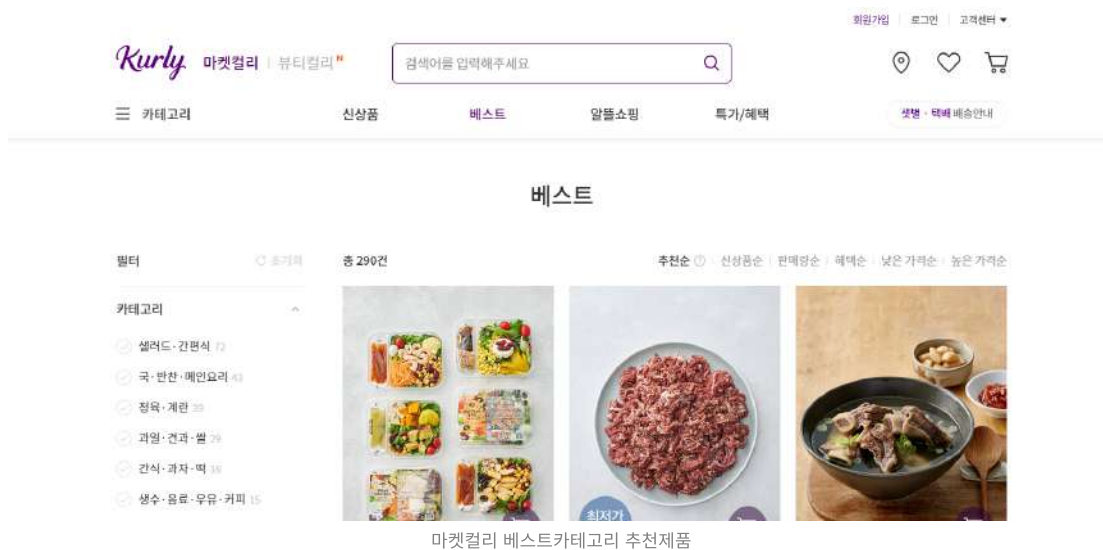 회원가입 로그인 고객센터
Kurly 마켓컬리 뷰티컬리 N 검색어를 입력해주세요
카테고리 신상품 베스트 알뜰쇼핑 특가/혜택 샛별·택배 배송안내
베스트
필터 초기화 총 290건 추천순 신상품순 판매량순 혜택순 낮은 가격순 높은 가격순
카테고리
샐러드·간편식 72
국·반찬·메인요리 43
정육·계란 39
과일·견과·쌀 29
간식·과자·떡
생수·음료·우유·커피 15
최저가
마켓컬리 베스트카테고리 추천제품